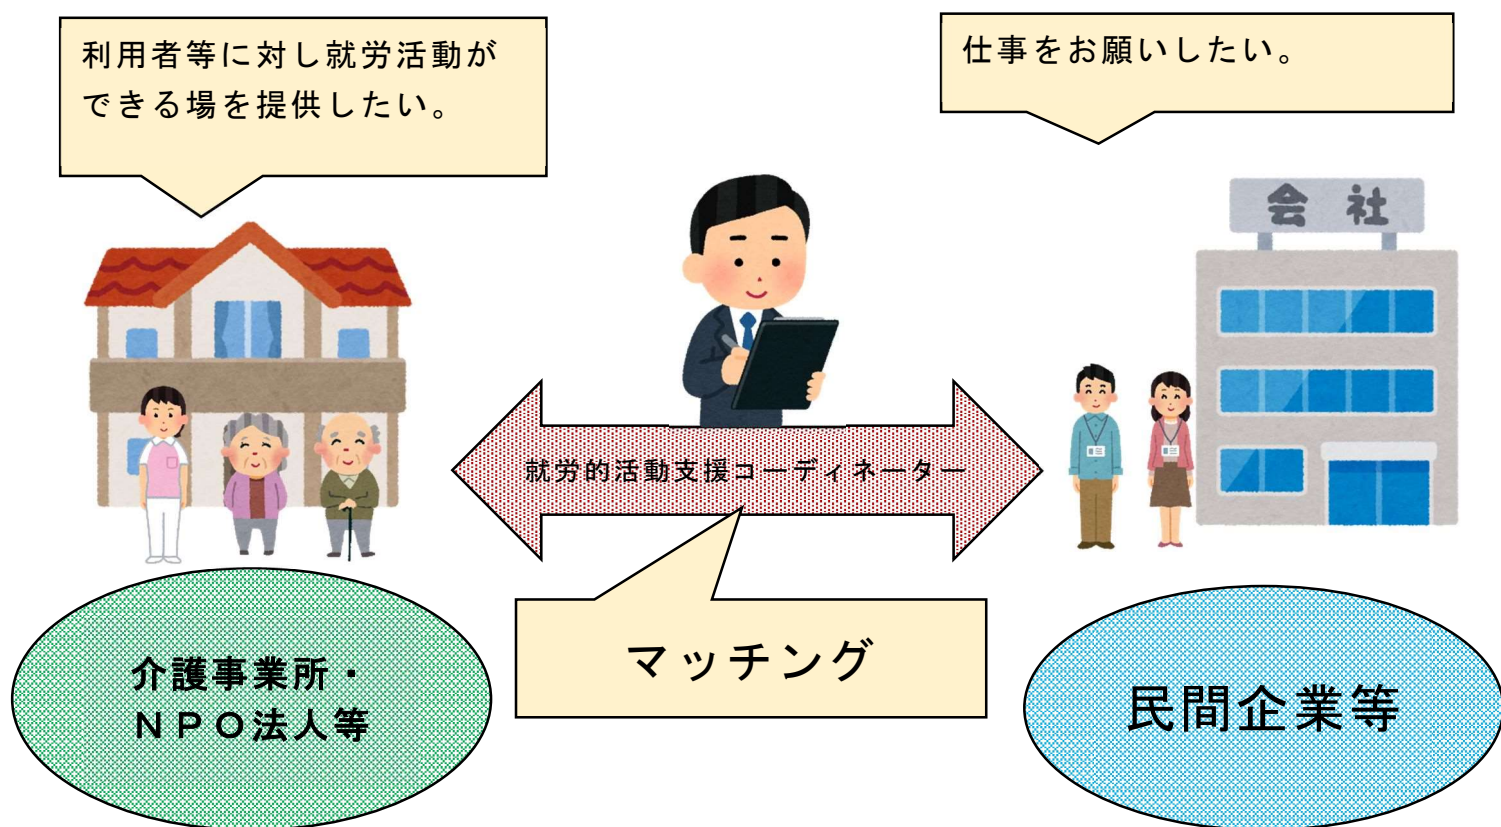 利用者等に対し就労活動が
できる場を提供したい。
仕事をお願いしたい。
会社
就労的活動支援コーディネーター
マッチング
介護事業所・
ＮＰＯ法人等
民間企業等